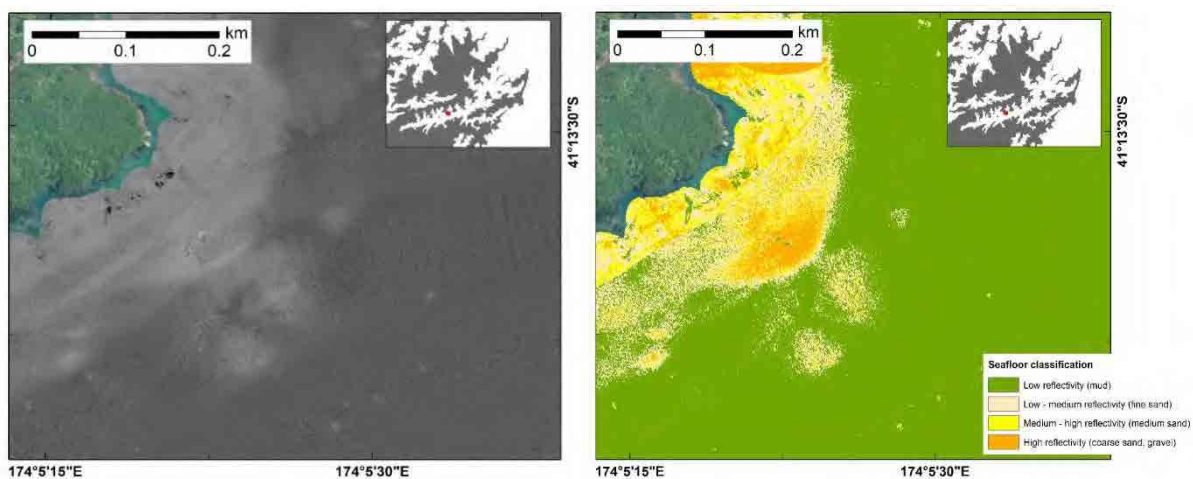 km
0 0.1 0.2
41°13'30"S
174°5'15"E 174°5'30"E
km
0 0.1 0.2
41°13'30"S
Seafloor classification
Low reflectivity (mud)
Low - medium reflectivity (fine sand)
Medium - high reflectivity (medium sand)
High reflectivity (coarse sand, gravel)
174°5'15"E 174°5'30"E